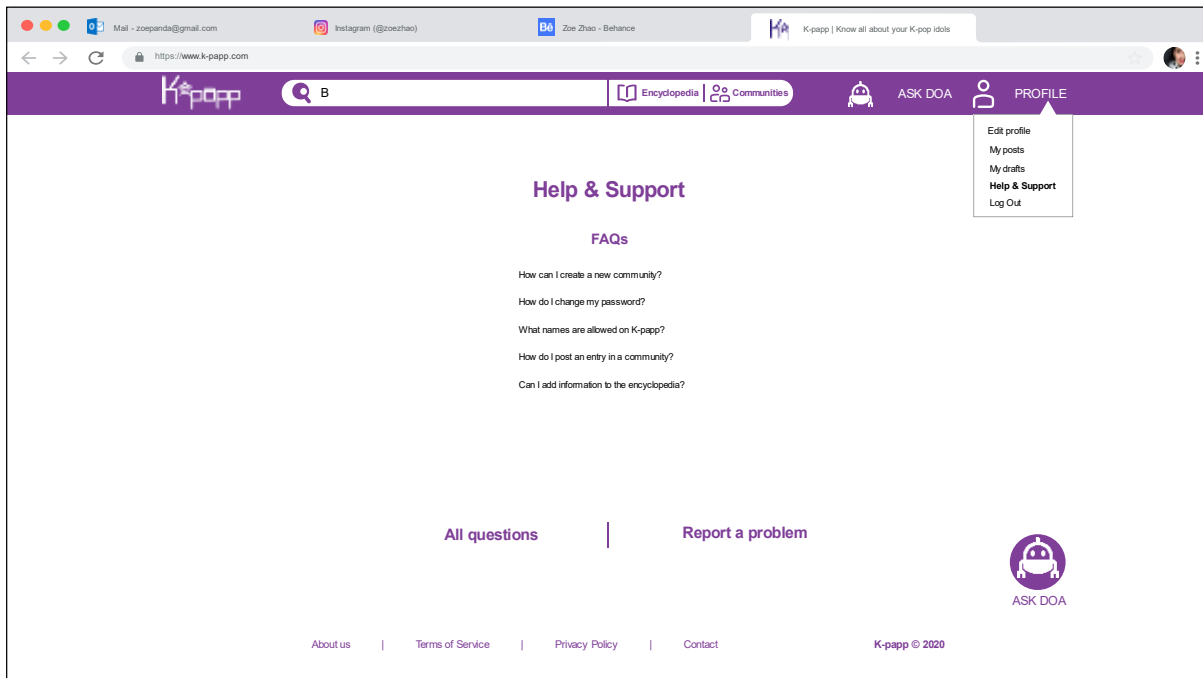 Mail - zoepanda@gmail.com
Instagram (@zoezhao)
Bē Zoe Zhao - Behance
K-papp | Know all about your K-pop idols
https://www.k-papp.com
K-papp
B
Encyclopedia
Communities
ASK DOA
PROFILE
Edit profile
My posts
My drafts
Help & Support
Log Out
Help & Support
FAQs
How can I create a new community?
How do I change my password?
What names are allowed on K-papp?
How do I post an entry in a community?
Can I add information to the encyclopedia?
All questions
Report a problem
ASK DOA
About us | Terms of Service | Privacy Policy | Contact
K-papp © 2020